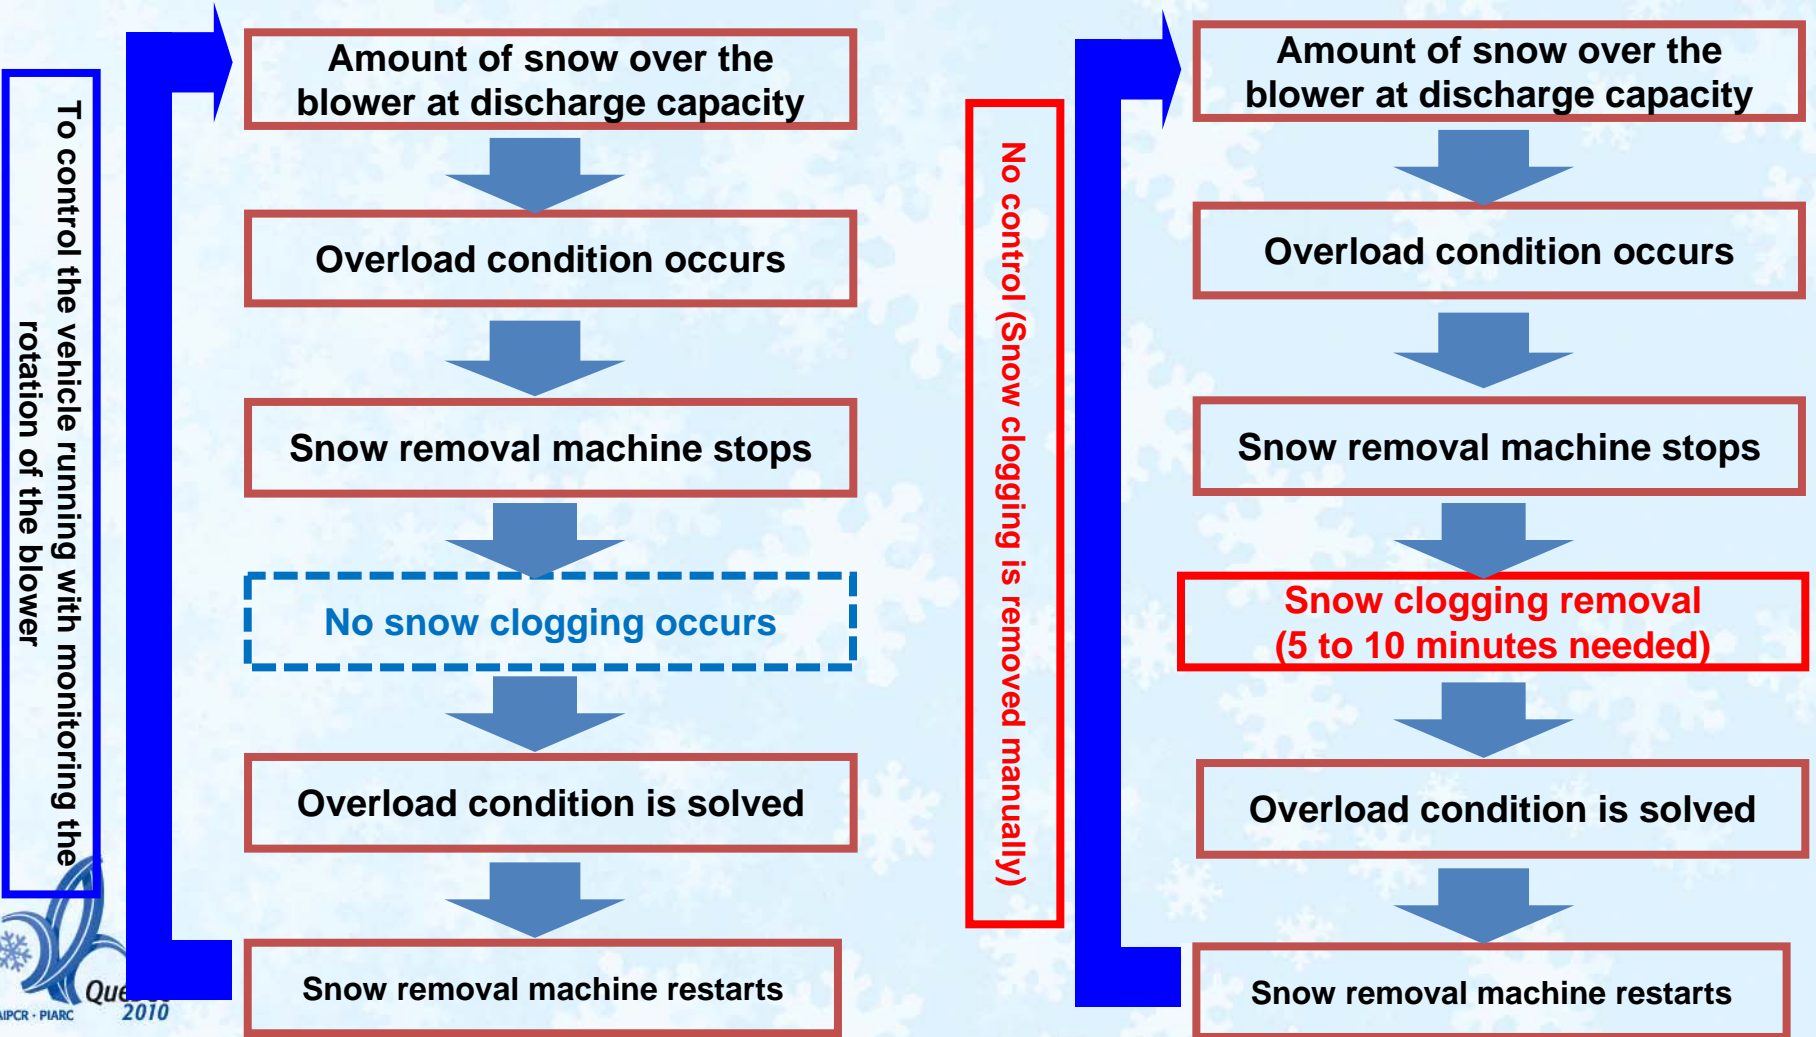 To control the vehicle running with monitoring the
rotation of the blower
Amount of snow over the
blower at discharge capacity
Overload condition occurs
Snow removal machine stops
No snow clogging occurs
Overload condition is solved
Snow removal machine restarts
No control (Snow clogging is removed manually)
Amount of snow over the
blower at discharge capacity
Overload condition occurs
Snow removal machine stops
Snow clogging removal
(5 to 10 minutes needed)
Overload condition is solved
Snow removal machine restarts
2010
AIPCR - PIARC